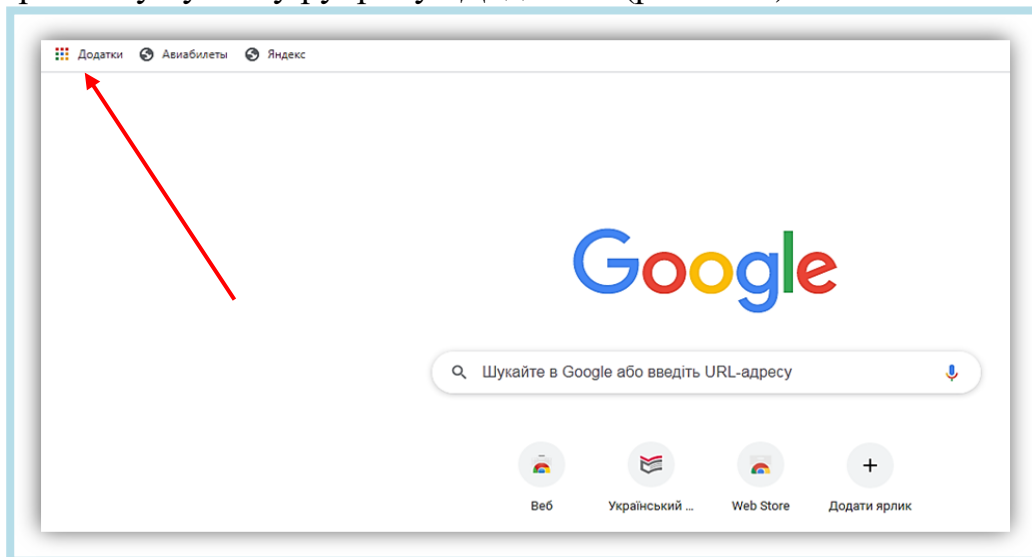 Додатки Авиабилеты Яндекс
Google
Шукайте в Google або введіть URL-адресу
Веб Український ... Web Store Додати ярлик